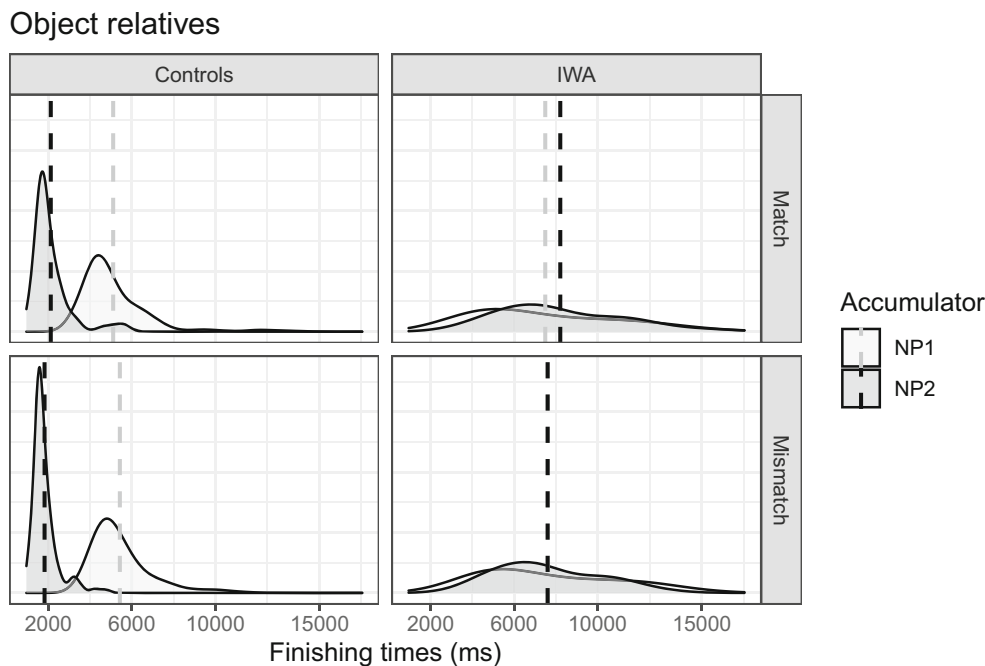 Object relatives
Controls
IWA
Match
Mismatch
2000 6000 10000 15000
2000 6000 10000 15000
Finishing times (ms)
Accumulator
NP1
NP2